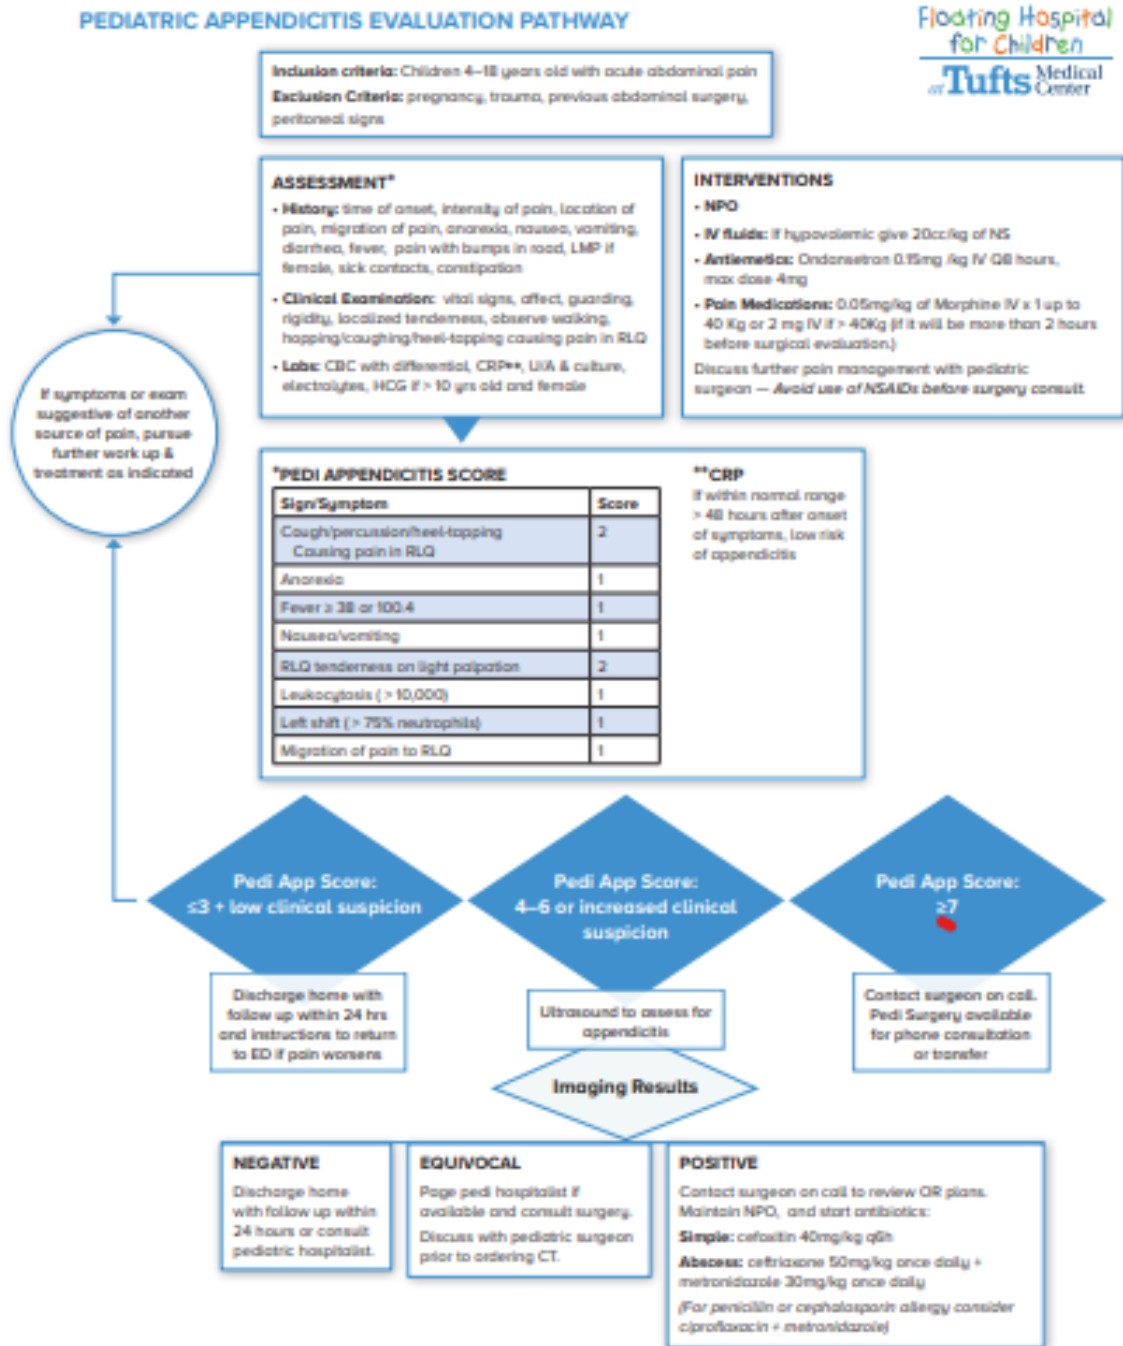 PEDIATRIC APPENDICITIS EVALUATION PATHWAY
Floating Hospital
for Children
at Tufts Medical
Center
Inclusion criteria: Children 4–18 years old with acute abdominal pain
Exclusion Criteria: pregnancy, trauma, previous abdominal surgery,
peritoneal signs
ASSESSMENT*
• History: time of onset, intensity of pain, location of
pain, migration of pain, anorexia, nausea, vomiting,
diarrhea, fever, pain with bumps in road, LMP if
female, sick contacts, constipation
• Clinical Examination: vital signs, affect, guarding,
rigidity, localized tenderness, observe walking,
hopping/coughing/heel-tapping causing pain in RLQ
• Labs: CBC with differential, CRP**, U/A & culture,
electrolytes, HCG if > 10 yrs old and female
INTERVENTIONS
• NPO
• IV fluids: If hypovolemic give 20cc/kg of NS
• Antiemetics: Ondansetron 0.15mg /kg IV Q8 hours,
max dose 4mg
• Pain Medications: 0.05mg/kg of Morphine IV x 1 up to
40 Kg or 2 mg IV if > 40Kg (if it will be more than 2 hours
before surgical evaluation.)
Discuss further pain management with pediatric
surgeon — Avoid use of NSAIDs before surgery consult.
If symptoms or exam
suggestive of another
source of pain, pursue
further work up &
treatment as indicated
*PEDI APPENDICITIS SCORE
Sign/Symptom Score
Cough/percussion/heel-tapping 2
Causing pain in RLQ
Anorexia 1
Fever ≥ 38 or 100.4 1
Nausea/vomiting 1
RLQ tenderness on light palpation 2
Leukocytosis ( > 10,000) 1
Left shift ( > 75% neutrophils) 1
Migration of pain to RLQ 1
**CRP
If within normal range
> 48 hours after onset
of symptoms, low risk
of appendicitis
Pedi App Score:
≤3 + low clinical suspicion
Pedi App Score:
4–6 or increased clinical
suspicion
Pedi App Score:
≥7
Discharge home with
follow up within 24 hrs
and instructions to return
to ED if pain worsens
Ultrasound to assess for
appendicitis
Contact surgeon on call.
Pedi Surgery available
for phone consultation
or transfer
Imaging Results
NEGATIVE
Discharge home
with follow up within
24 hours or consult
pediatric hospitalist.
EQUIVOCAL
Page pedi hospitalist if
available and consult surgery.
Discuss with pediatric surgeon
prior to ordering CT.
POSITIVE
Contact surgeon on call to review OR plans.
Maintain NPO, and start antibiotics:
Simple: cefoxitin 40mg/kg q6h
Abscess: ceftriaxone 50mg/kg once daily +
metronidazole 30mg/kg once daily
(For penicillin or cephalosporin allergy consider
ciprofloxacin + metronidazole)